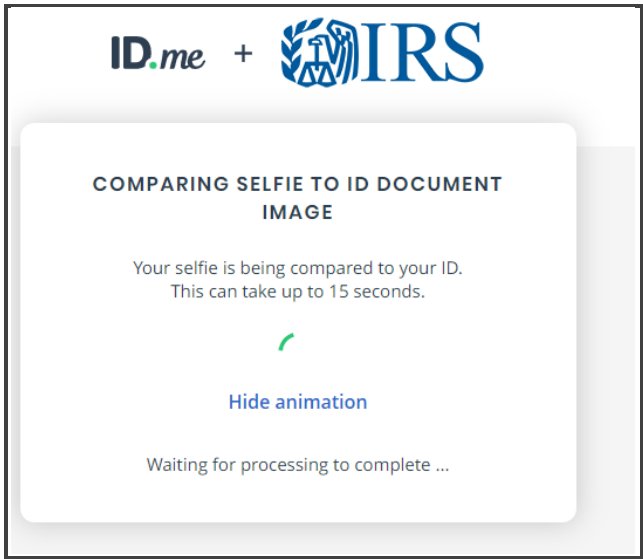 ID.me + IRS
COMPARING SELFIE TO ID DOCUMENT
IMAGE
Your selfie is being compared to your ID.
This can take up to 15 seconds.
Hide animation
Waiting for processing to complete ...